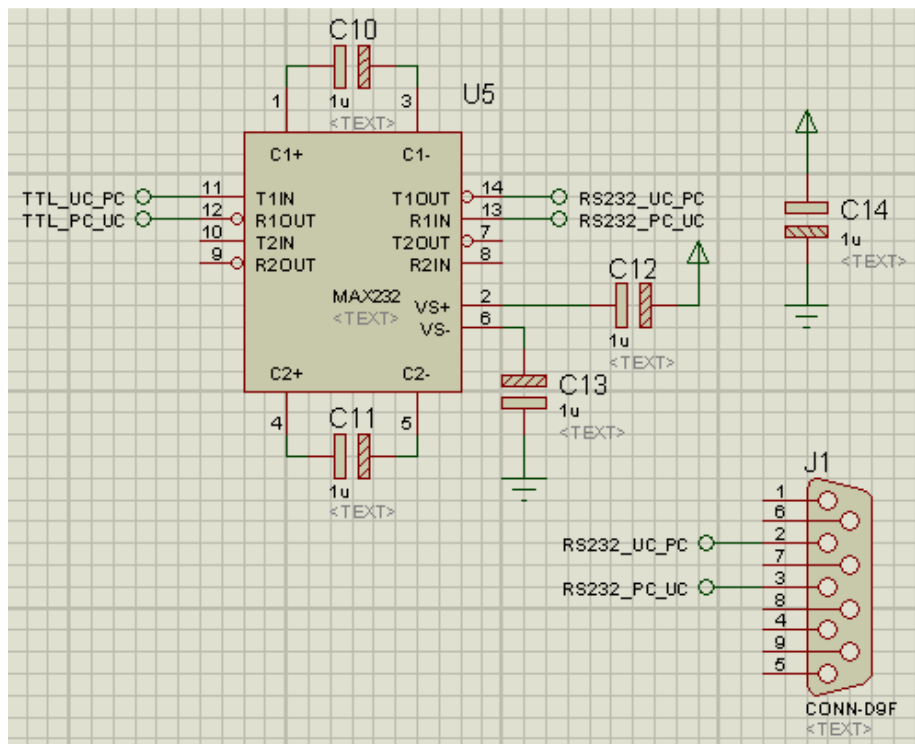 C10
1u
<TEXT>
1
3
U5
C1+ C1-
TTL_UC_PC 11 T1IN T1OUT 14 RS232_UC_PC
TTL_PC_UC 12 R1OUT R1IN 13 RS232_PC_UC
10 T2IN T2OUT 7
9 R2OUT R2IN 8
MAX232
<TEXT>
VS+ 2
VS- 6
C2+ C2-
4
5
C11
1u
<TEXT>
C12
1u
<TEXT>
C13
1u
<TEXT>
C14
1u
<TEXT>
J1
1
6
RS232_UC_PC 2
7
RS232_PC_UC 3
8
4
9
5
CONN-D9F
<TEXT>